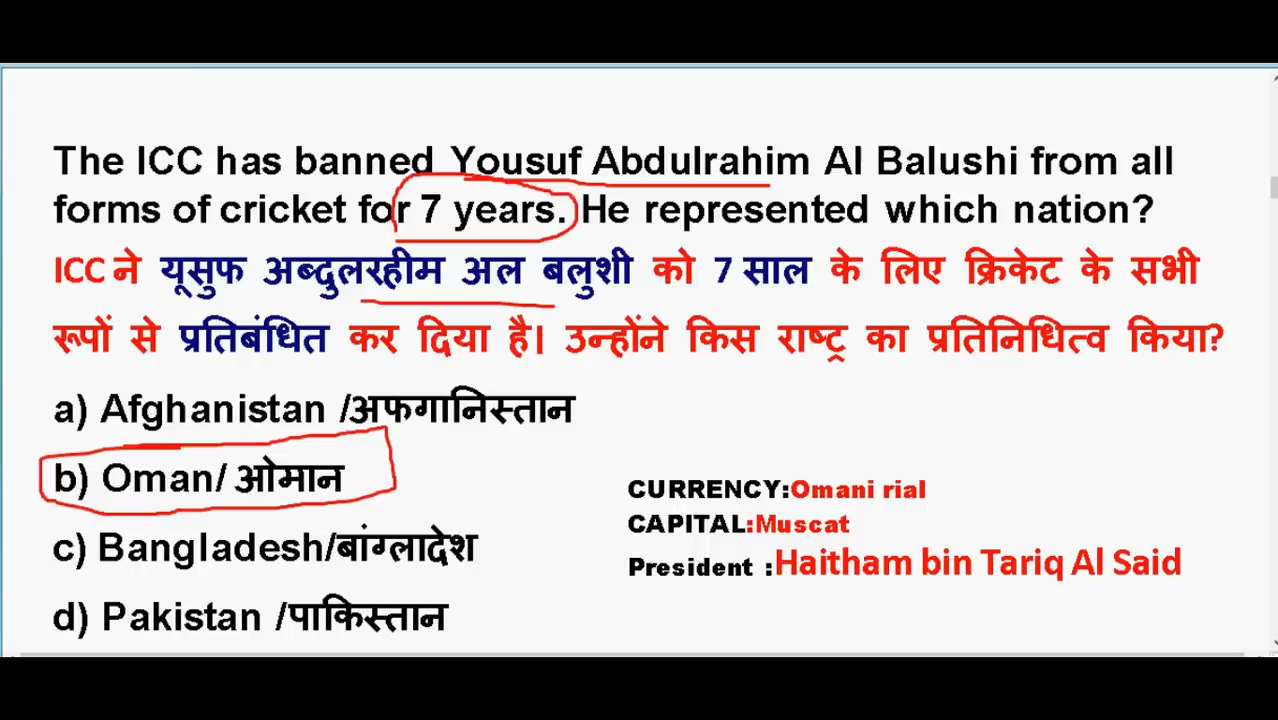 The ICC has banned Yousuf Abdulrahim Al Balushi from all
forms of cricket for 7 years. He represented which nation?
ICC ने यूसुफ अब्दुलरहीम अल बलुशी को 7 साल के लिए क्रिकेट के सभी
रूपों से प्रतिबंधित कर दिया है। उन्होंने किस राष्ट्र का प्रतिनिधित्व किया?
a) Afghanistan /अफगानिस्तान
b) Oman/ ओमान
c) Bangladesh/बांग्लादेश
d) Pakistan /पाकिस्तान
CURRENCY:Omani rial
CAPITAL:Muscat
President :Haitham bin Tariq Al Said